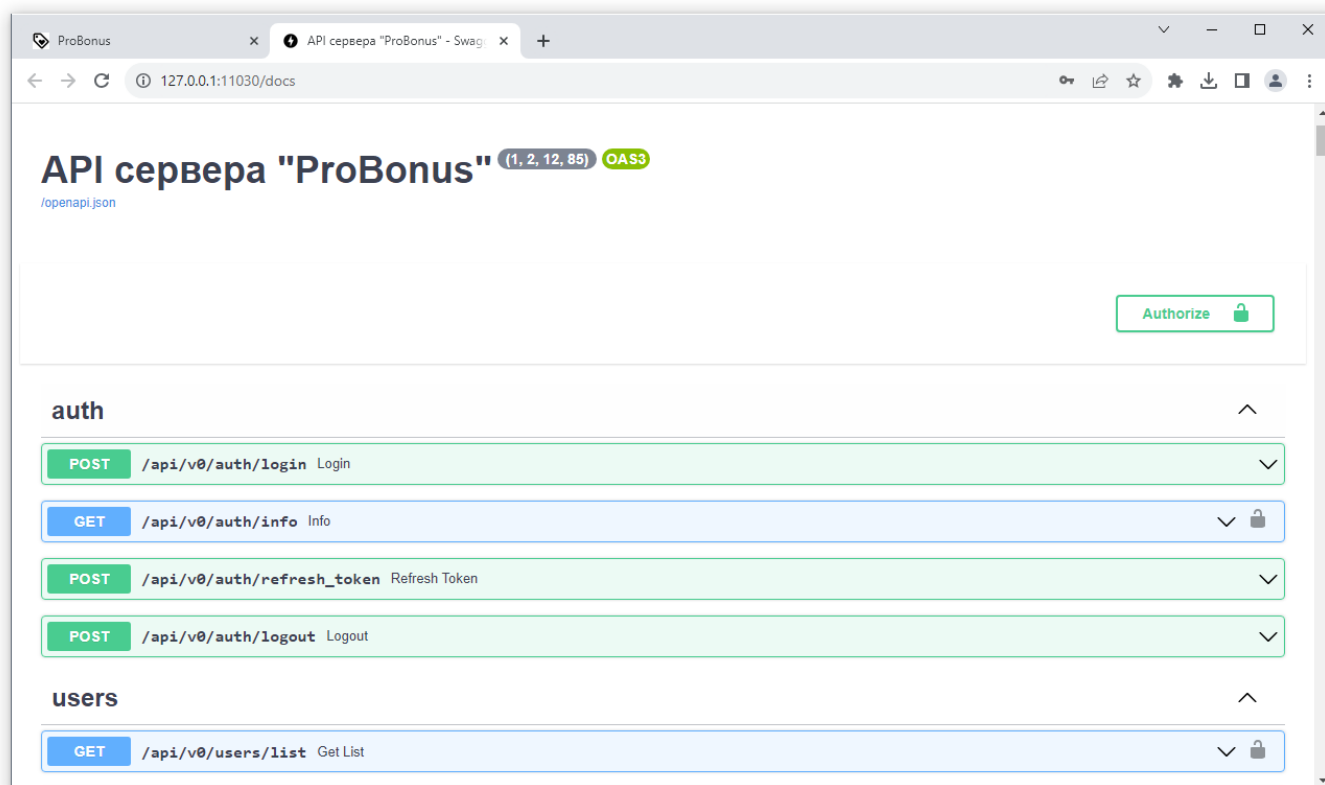 ProBonus
API сервера "ProBonus" - Swag
127.0.0.1:11030/docs
API сервера "ProBonus" (1, 2, 12, 85) OAS3
/openapi.json
Authorize
auth
POST /api/v0/auth/login Login
GET /api/v0/auth/info Info
POST /api/v0/auth/refresh_token Refresh Token
POST /api/v0/auth/logout Logout
users
GET /api/v0/users/list Get List